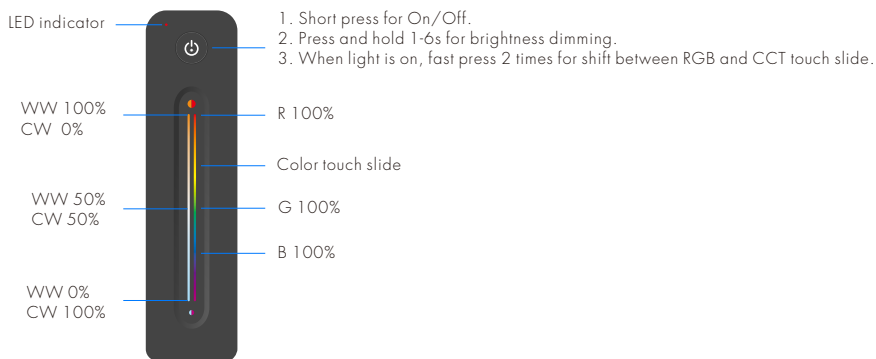 LED indicator
1. Short press for On/Off.
2. Press and hold 1-6s for brightness dimming.
3. When light is on, fast press 2 times for shift between RGB and CCT touch slide.
WW 100%
CW 0%
R 100%
Color touch slide
WW 50%
CW 50%
G 100%
B 100%
WW 0%
CW 100%